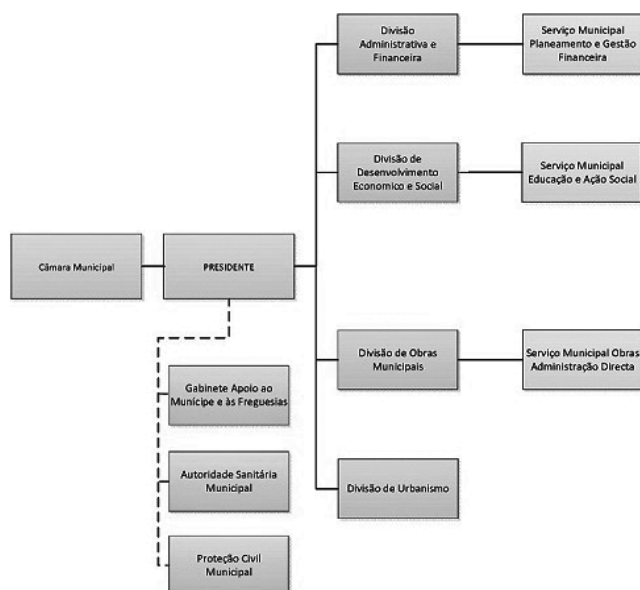 Divisão
Administrativa e
Financeira
Serviço Municipal
Planeamento e Gestão
Financeira
Divisão de
Desenvolvimento
Economico e Social
Serviço Municipal
Educação e Ação Social
Câmara Municipal
PRESIDENTE
Divisão de Obras
Municipais
Serviço Municipal Obras
Administração Directa
Gabinete Apoio ao
Munícipe e às Freguesias
Autoridade Sanitária
Municipal
Divisão de Urbanismo
Proteção Civil
Municipal